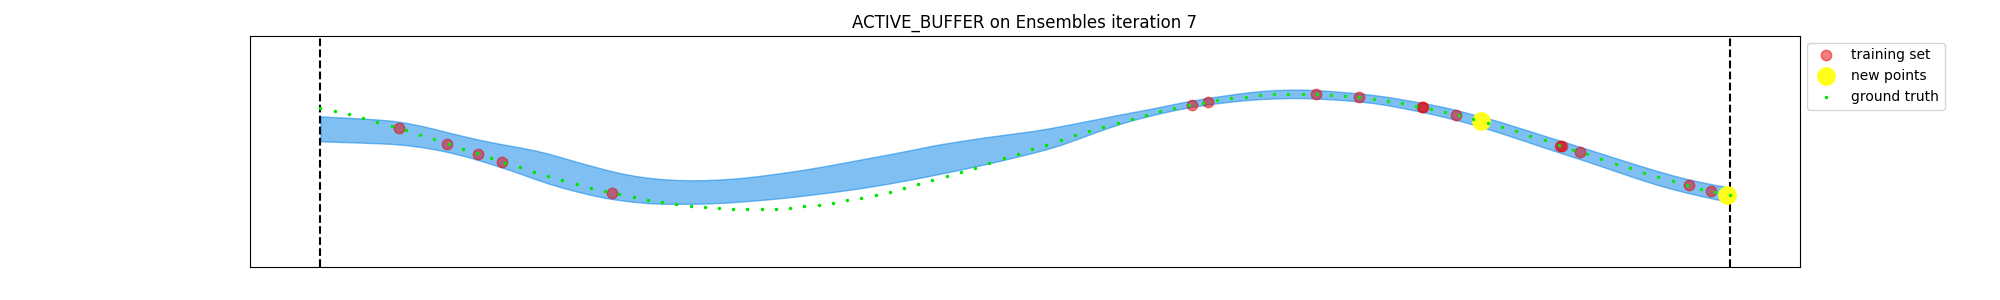 ACTIVE_BUFFER on Ensembles iteration 7
training set
new points
ground truth